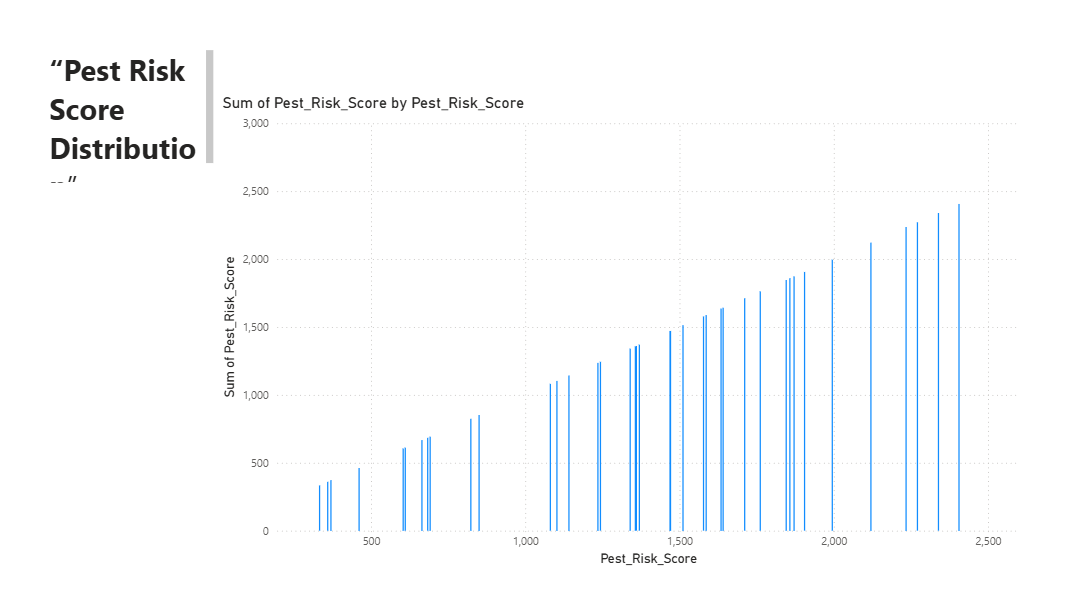 “Pest Risk
Score
Distributio
”
Sum of Pest_Risk_Score by Pest_Risk_Score
3,000
2,500
2,000
1,500
1,000
500
0
Sum of Pest_Risk_Score
500 1,000 1,500 2,000 2,500
Pest_Risk_Score